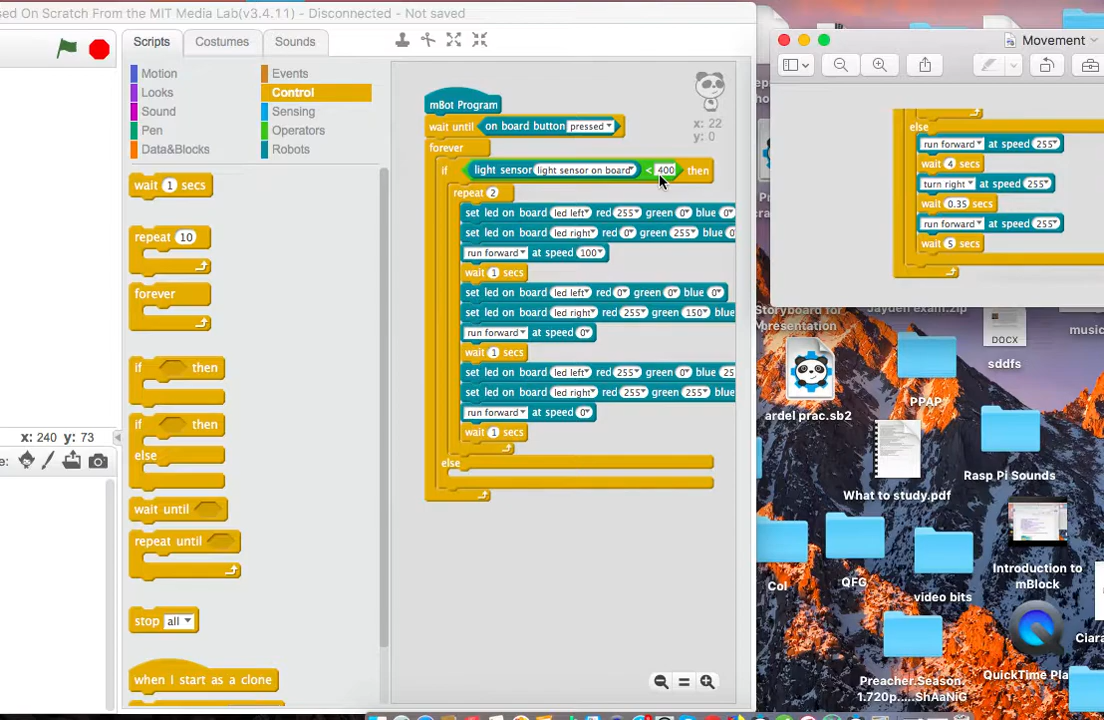 sed On Scratch From the MIT Media Lab(v3.4.11) - Disconnected - Not saved
Scripts Costumes Sounds
Motion Events
Looks Control
Sound Sensing
Pen Operators
Data&Blocks Robots
wait 1 secs
repeat 10
forever
if then
if then
else
wait until
repeat until
stop all
when I start as a clone
x: 240 y: 73
e:
x: 22
y: 0
mBot Program
wait until on board button pressed
forever
if light sensor light sensor on board < 400 then
repeat 2
set led on board led left red 255 green 0 blue 0
set led on board led right red 0 green 255 blue 0
run forward at speed 100
wait 1 secs
set led on board led left red 0 green 0 blue 0
set led on board led right red 255 green 150 blue
run forward at speed 0
wait 1 secs
set led on board led left red 255 green 0 blue 25
set led on board led right red 255 green 255 blue
run forward at speed 0
wait 1 secs
else
Movement
else
run forward at speed 255
wait 4 secs
turn right at speed 255
wait 0.35 secs
run forward at speed 255
wait 5 secs
Storyboard for
presentation
Jayden exam.zip
music
DOCX
sddfs
ardel prac.sb2
PPAP
What to study.pdf
Rasp Pi Sounds
Col
QFG
video bits
Introduction to
mBlock
Preacher.Season
1.720p.....ShAaNiG
QuickTime Pla
Ciara